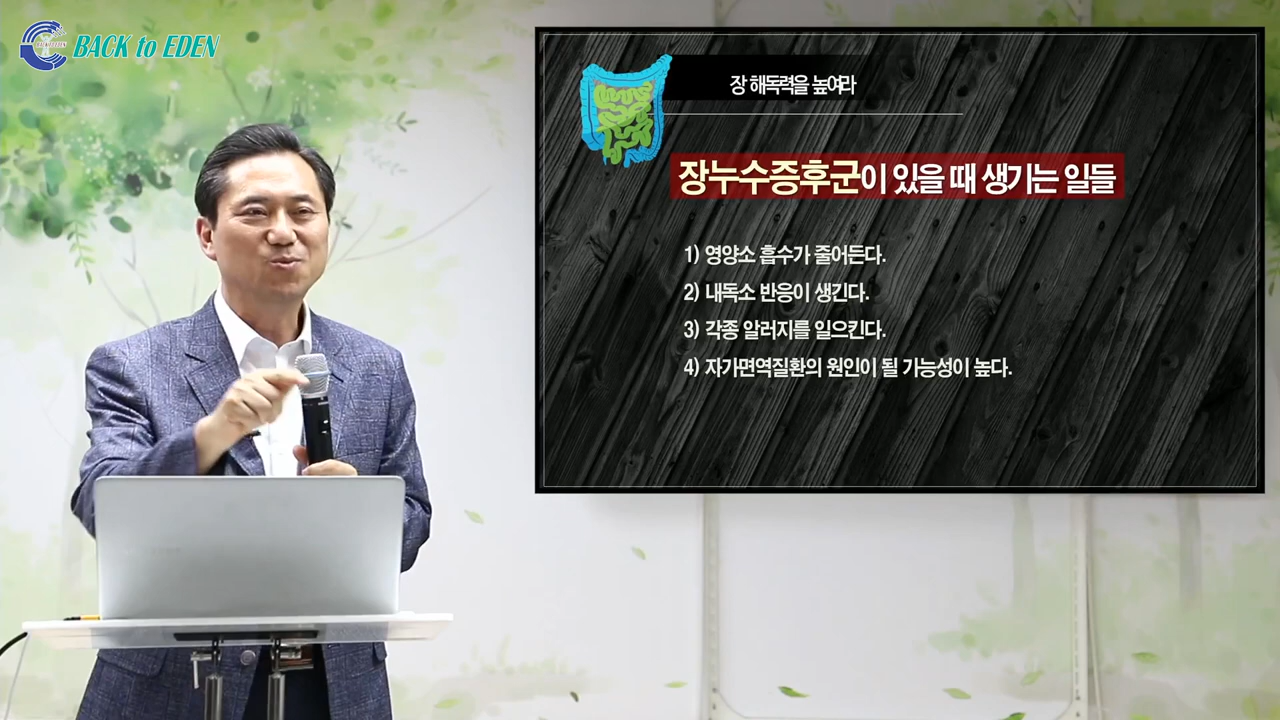 BACK to EDEN
장 해독력을 높여라
장누수증후군이 있을 때 생기는 일들
1) 영양소 흡수가 줄어든다.
2) 내독소 반응이 생긴다.
3) 각종 알러지를 일으킨다.
4) 자가면역질환의 원인이 될 가능성이 높다.